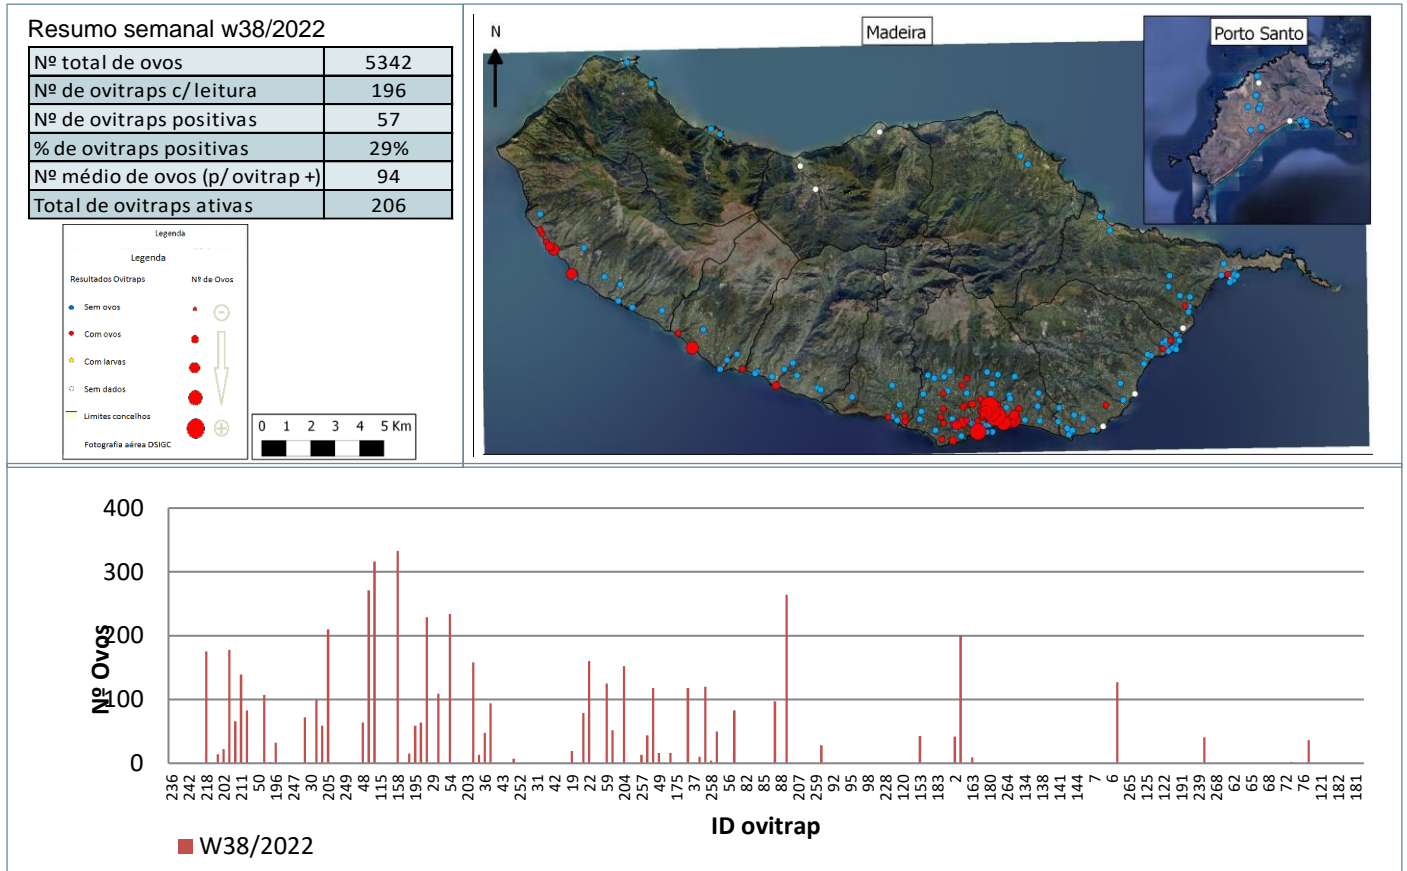 Resumo semanal w38/2022
Nº total de ovos 5342
Nº de ovitraps c/ leitura 196
Nº de ovitraps positivas 57
% de ovitraps positivas 29%
Nº médio de ovos (p/ ovitrap +) 94
Total de ovitraps ativas 206
Legenda
Legenda
Resultados Ovitraps Nº de Ovos
Sem ovos
Com ovos
Com larvas
Sem dados
Limites concelhos
Fotografia aérea DSIGC
0 1 2 3 4 5 Km
N
Madeira
Porto Santo
400
300
200
100
0
Nº Ovos
236 242 218 202 211 50 196 247 30 205 249 48 115 158 195 29 54 203 36 43 252 31 42 19 22 59 204 257 49 175 37 258 56 82 85 88 207 259 92 95 98 228 120 153 183 2 163 180 264 134 138 141 144 7 6 265 125 122 191 239 268 62 65 68 72 76 121 182 181
ID ovitrap
W38/2022